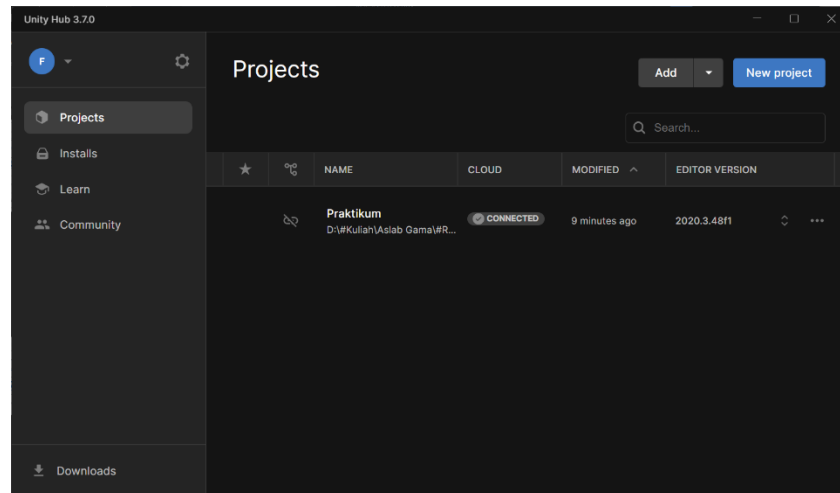 Unity Hub 3.7.0
F
Projects
Add
New project
Projects
Search...
Installs
NAME
CLOUD
MODIFIED
EDITOR VERSION
Learn
Community
Praktikum
CONNECTED
9 minutes ago
2020.3.48f1
D:\#Kuliah\Aslab Gama\#R...
Downloads